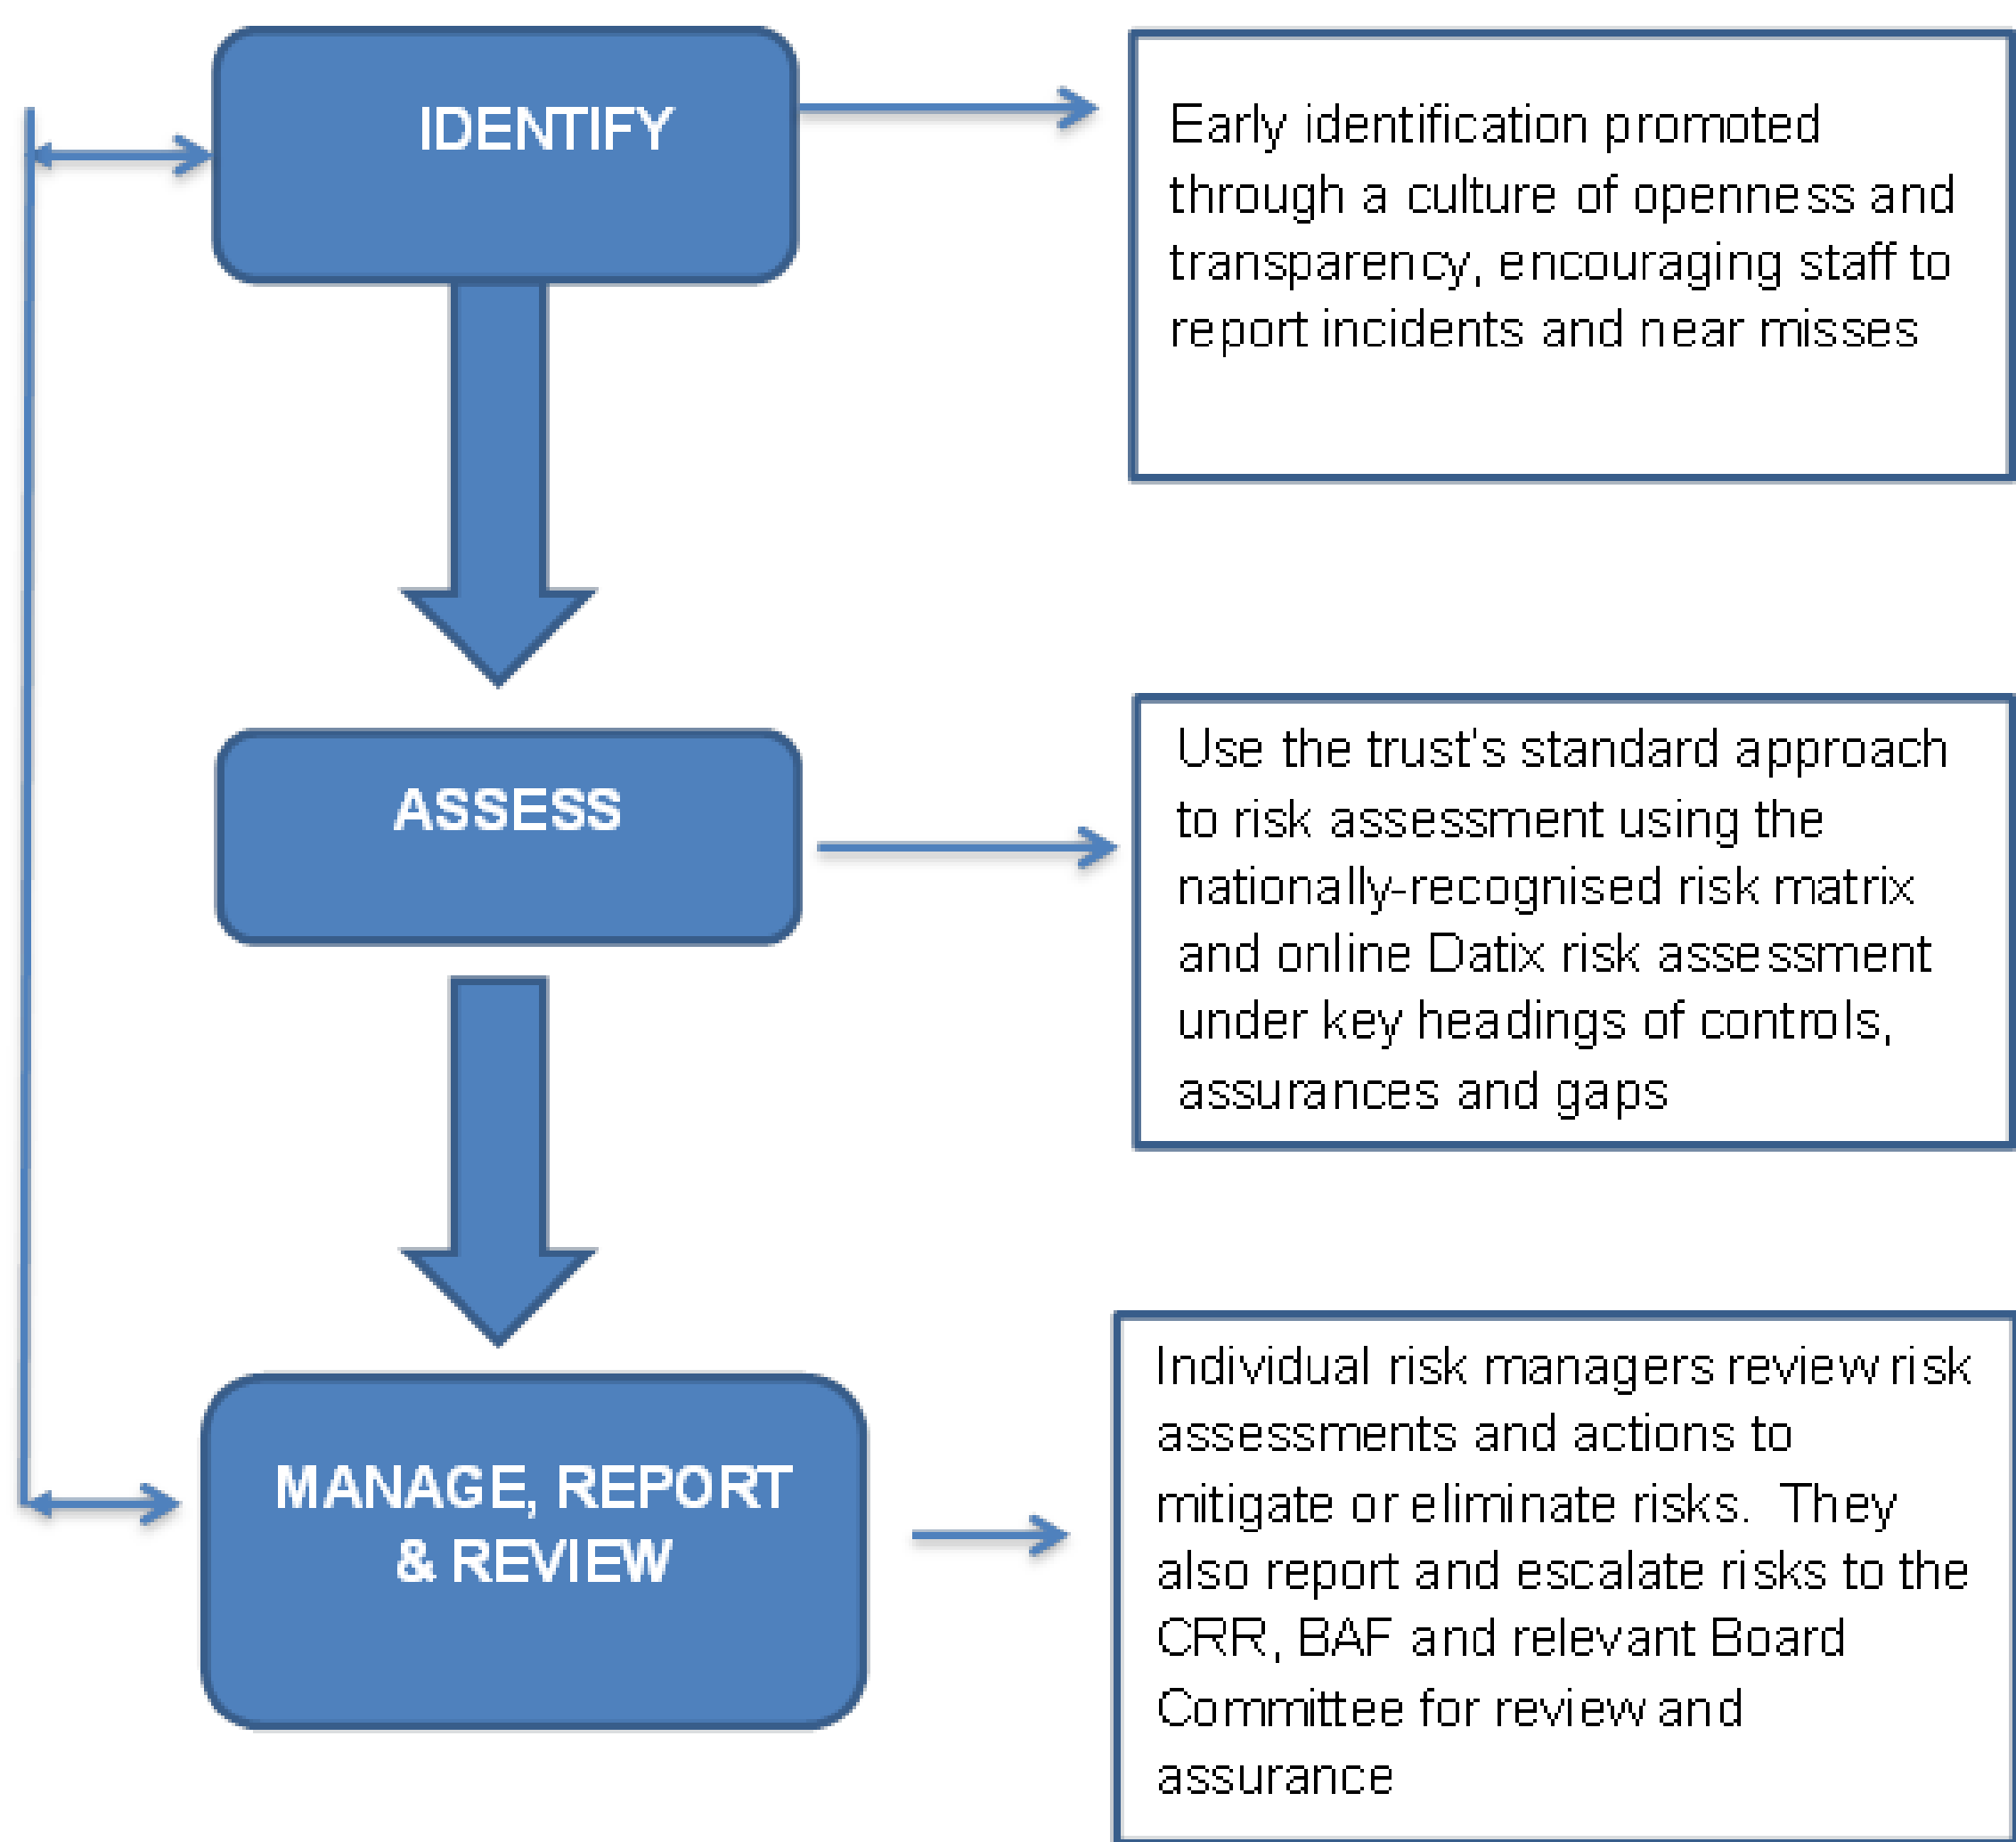 IDENTIFY
Early identification promoted
through a culture of openness and
transparency, encouraging staff to
report incidents and near misses
ASSESS
Use the trust's standard approach
to risk assessment using the
nationally-recognised risk matrix
and online Datix risk assessment
under key headings of controls,
assurances and gaps
MANAGE, REPORT
& REVIEW
Individual risk managers review risk
assessments and actions to
mitigate or eliminate risks.  They
also report and escalate risks to the
CRR, BAF and relevant Board
Committee for review and
assurance